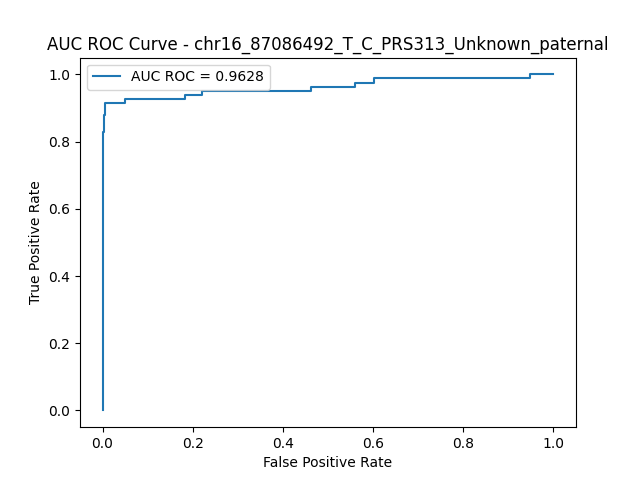 AUC ROC Curve - chr16_87086492_T_C_PRS313_Unknown_paternal
AUC ROC = 0.9628
1.0
0.8
0.6
0.4
0.2
0.0
True Positive Rate
0.0 0.2 0.4 0.6 0.8 1.0
False Positive Rate